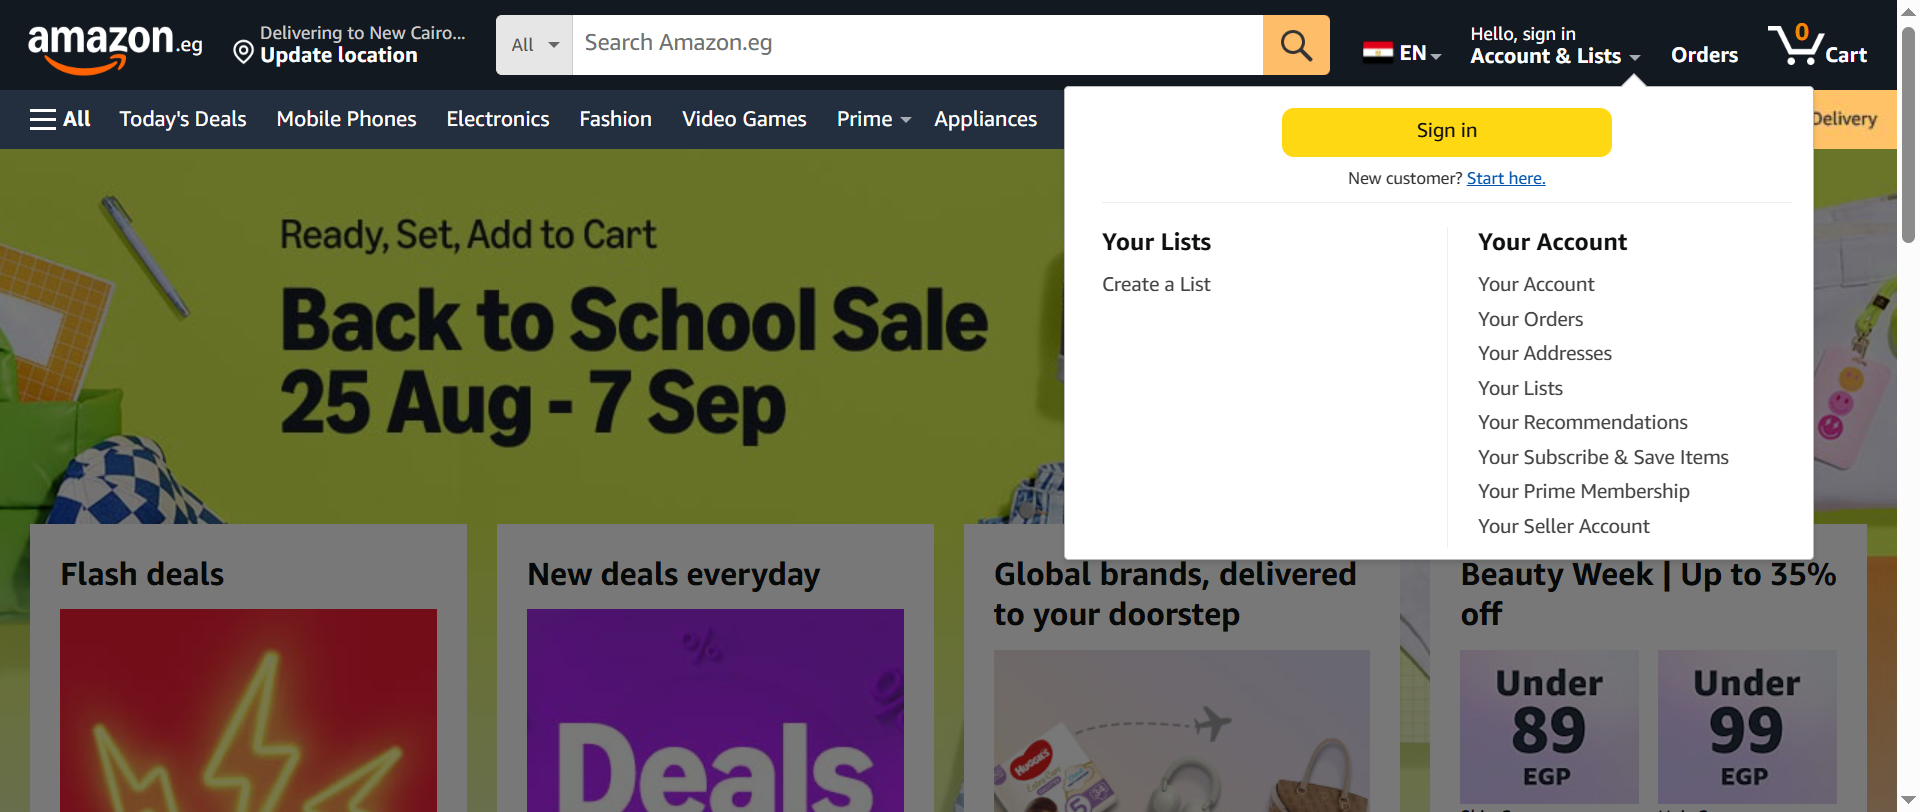 amazon.eg
Delivering to New Cairo...
Update location
All
Search Amazon.eg
EN
Hello, sign in
Account & Lists
Orders
0
Cart
All
Today's Deals
Mobile Phones
Electronics
Fashion
Video Games
Prime
Appliances
Delivery
Sign in
New customer? Start here.
Your Lists
Create a List
Your Account
Your Account
Your Orders
Your Addresses
Your Lists
Your Recommendations
Your Subscribe & Save Items
Your Prime Membership
Your Seller Account
Ready, Set, Add to Cart
Back to School Sale
25 Aug - 7 Sep
Flash deals
New deals everyday
%
Deals
Global brands, delivered
to your doorstep
HUGGIES
Extra Care
5
34
Beauty Week | Up to 35%
off
Under
89
EGP
Under
99
EGP